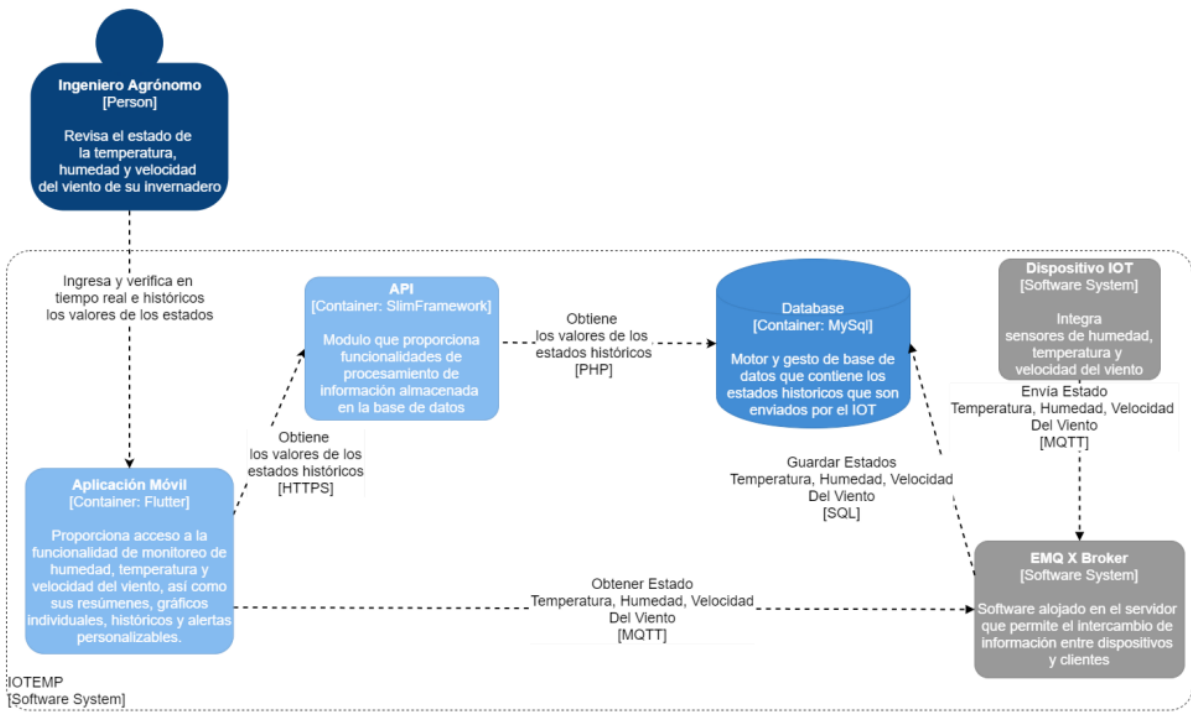 Ingeniero Agrónomo
[Person]
Revisa el estado de
la temperatura,
humedad y velocidad
del viento de su invernadero
Ingresa y verifica en
tiempo real e históricos
los valores de los estados
API
[Container: SlimFramework]
Modulo que proporciona
funcionalidades de
procesamiento de
información almacenada
en la base de datos
Obtiene
los valores de los
estados históricos
[PHP]
Database
[Container: MySql]
Motor y gesto de base de
datos que contiene los
estados historicos que son
enviados por el IOT
Dispositivo IOT
[Software System]
Integra
sensores de humedad,
temperatura y
velocidad del viento
Envía Estado
Temperatura, Humedad, Velocidad
Del Viento
[MQTT]
Obtiene
los valores de los
estados históricos
[HTTPS]
Guardar Estados
Temperatura, Humedad, Velocidad
Del Viento
[SQL]
Aplicación Móvil
[Container: Flutter]
Proporciona acceso a la
funcionalidad de monitoreo de
humedad, temperatura y
velocidad del viento, así como
sus resúmenes, gráficos
individuales, históricos y alertas
personalizables.
Obtener Estado
Temperatura, Humedad, Velocidad
Del Viento
[MQTT]
EMQ X Broker
[Software System]
Software alojado en el servidor
que permite el intercambio de
información entre dispositivos
y clientes
IOTEMP
[Software System]